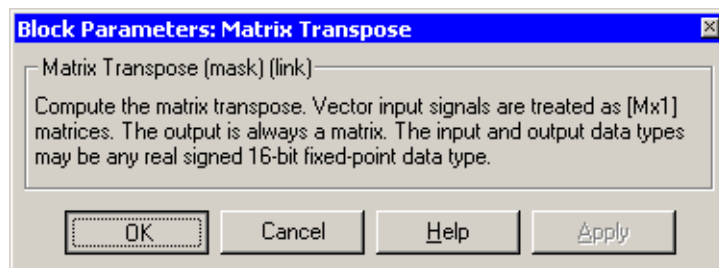 Block Parameters: Matrix Transpose
Matrix Transpose (mask) (link)
Compute the matrix transpose. Vector input signals are treated as [Mx1]
matrices. The output is always a matrix. The input and output data types
may be any real signed 16-bit fixed-point data type.
OK Cancel Help Apply